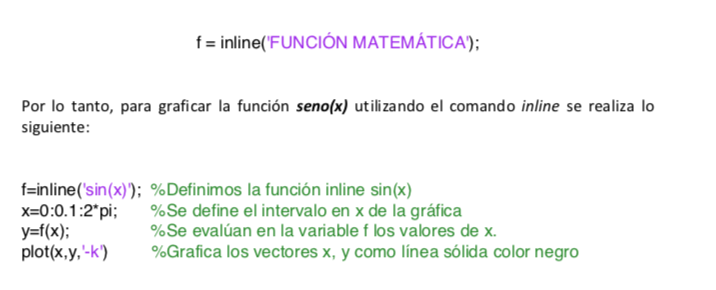 f = inline('FUNCIÓN MATEMÁTICA');
Por lo tanto, para graficar la función seno(x) utilizando el comando inline se realiza lo
siguiente:
f=inline('sin(x)'); %Definimos la función inline sin(x)
x=0:0.1:2*pi; %Se define el intervalo en x de la gráfica
y=f(x); %Se evalúan en la variable f los valores de x.
plot(x,y,'-k') %Grafica los vectores x, y como línea sólida color negro